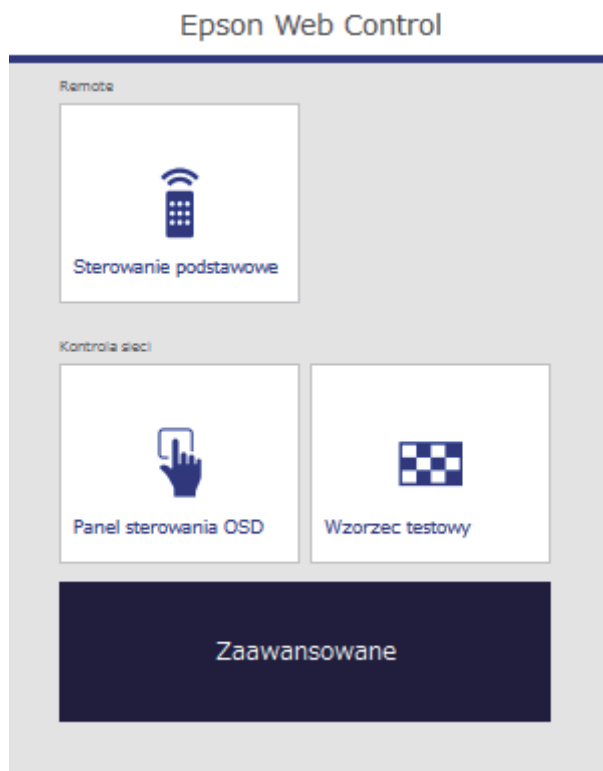 Epson Web Control
Remote
Sterowanie podstawowe
Kontrola sieci
Panel sterowania OSD
Wzorzec testowy
Zaawansowane